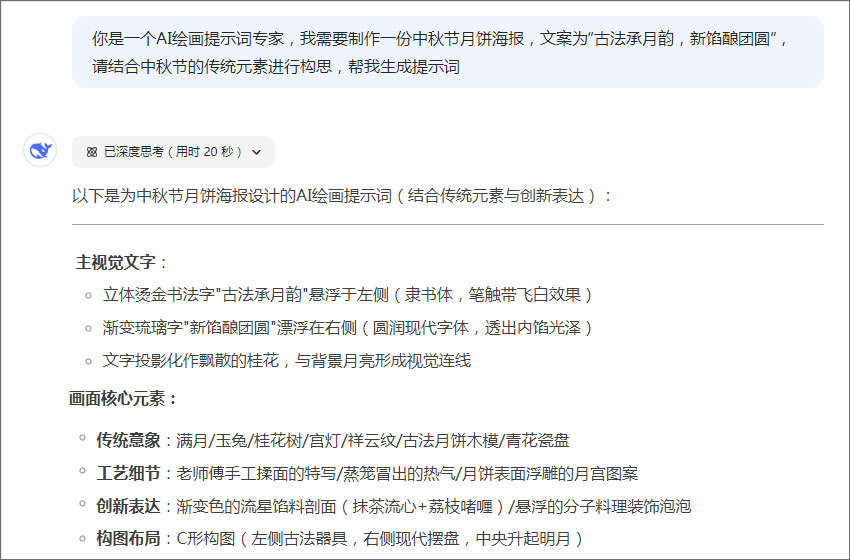 你是一个AI绘画提示词专家，我需要制作一份中秋节月饼海报，文案为“古法承月韵，新馅酿团圆”，
请结合中秋节的传统元素进行构思，帮我生成提示词
已深度思考（用时 20 秒）
以下是为中秋节月饼海报设计的AI绘画提示词（结合传统元素与创新表达）：
主视觉文字：
立体烫金书法字"古法承月韵"悬浮于左侧（隶书体，笔触带飞白效果）
渐变琉璃字"新馅酿团圆"漂浮在右侧（圆润现代字体，透出内馅光泽）
文字投影化作飘散的桂花，与背景月亮形成视觉连线
画面核心元素：
传统意象：满月/玉兔/桂花树/宫灯/祥云纹/古法月饼木模/青花瓷盘
工艺细节：老师傅手工揉面的特写/蒸笼冒出的热气/月饼表面浮雕的月宫图案
创新表达：渐变色的流星馅料剖面（抹茶流心+荔枝啫喱）/悬浮的分子料理装饰泡泡
构图布局：C形构图（左侧古法器具，右侧现代摆盘，中央升起明月）